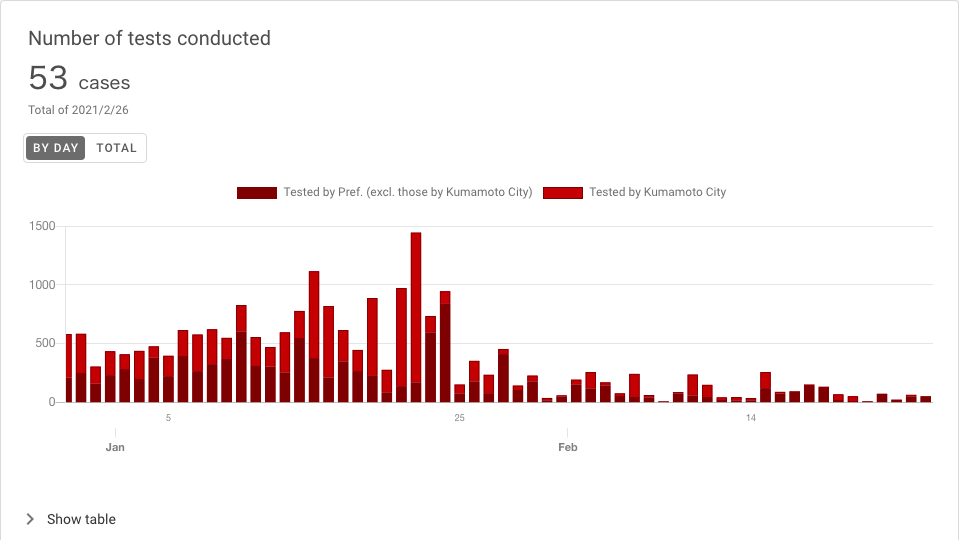 Number of tests conducted
53 cases
Total of 2021/2/26
BY DAY TOTAL
Tested by Pref. (excl. those by Kumamoto City) Tested by Kumamoto City
1500
1000
500
0
5 25 14
Jan Feb
Show table